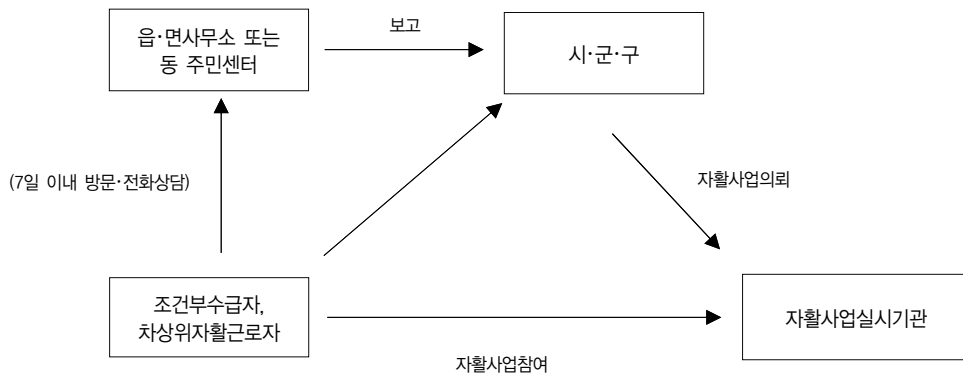 보고
읍·면사무소 또는
동 주민센터
시·군·구
(7일 이내 방문·전화상담)
자활사업의뢰
조건부수급자,
차상위자활근로자
자활사업실시기관
자활사업참여